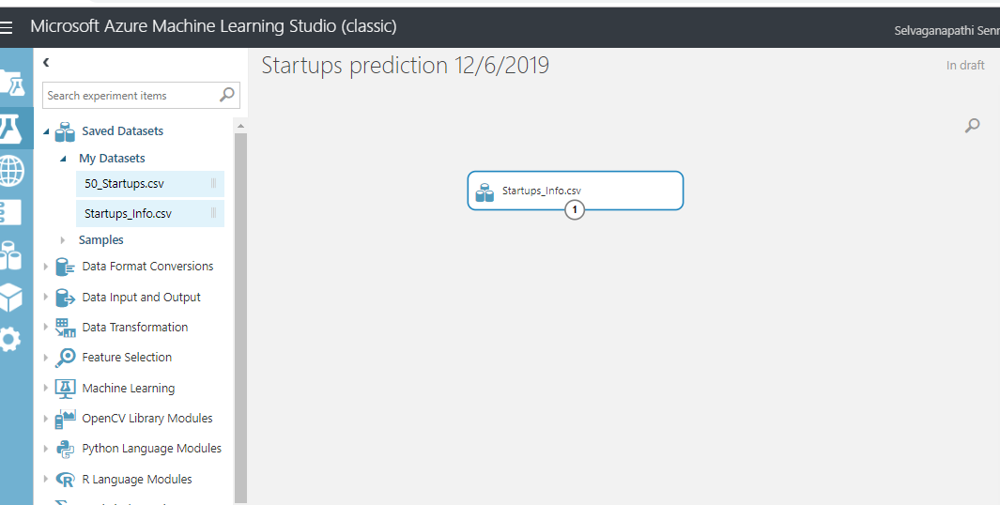 Microsoft Azure Machine Learning Studio (classic)
Selvaganapathi Senr
Startups prediction 12/6/2019
In draft
Search experiment items
Saved Datasets
My Datasets
50_Startups.csv
Startups_Info.csv
Samples
Data Format Conversions
Data Input and Output
Data Transformation
Feature Selection
Machine Learning
OpenCV Library Modules
Python Language Modules
R Language Modules
Startups_Info.csv
1